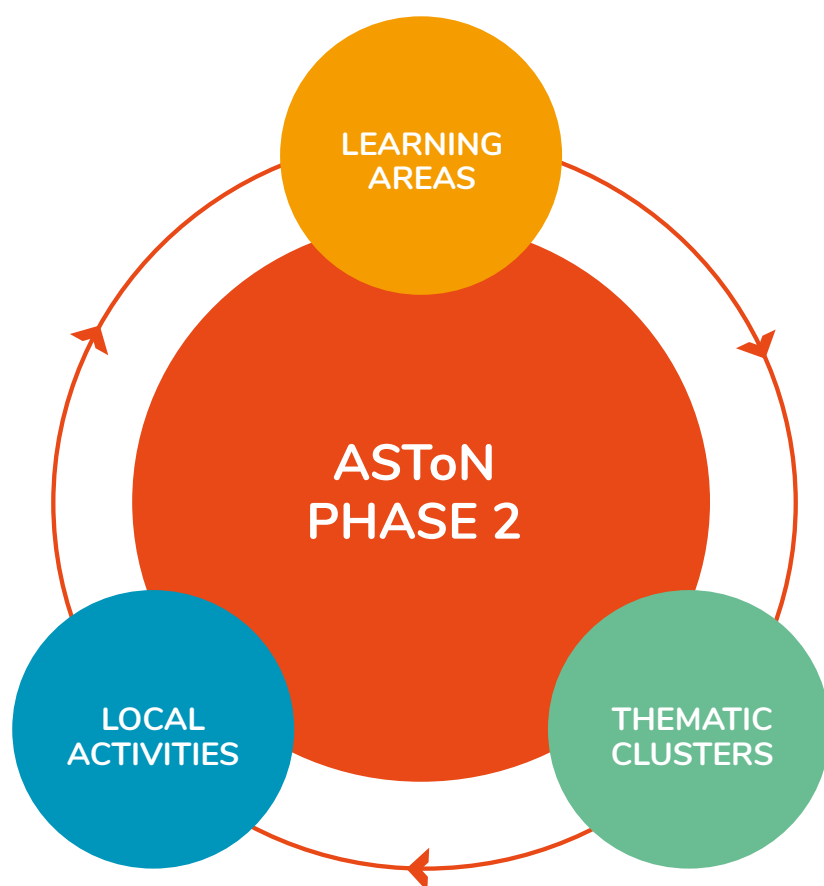 LEARNING
AREAS
ASToN
PHASE 2
LOCAL
ACTIVITIES
THEMATIC
CLUSTERS